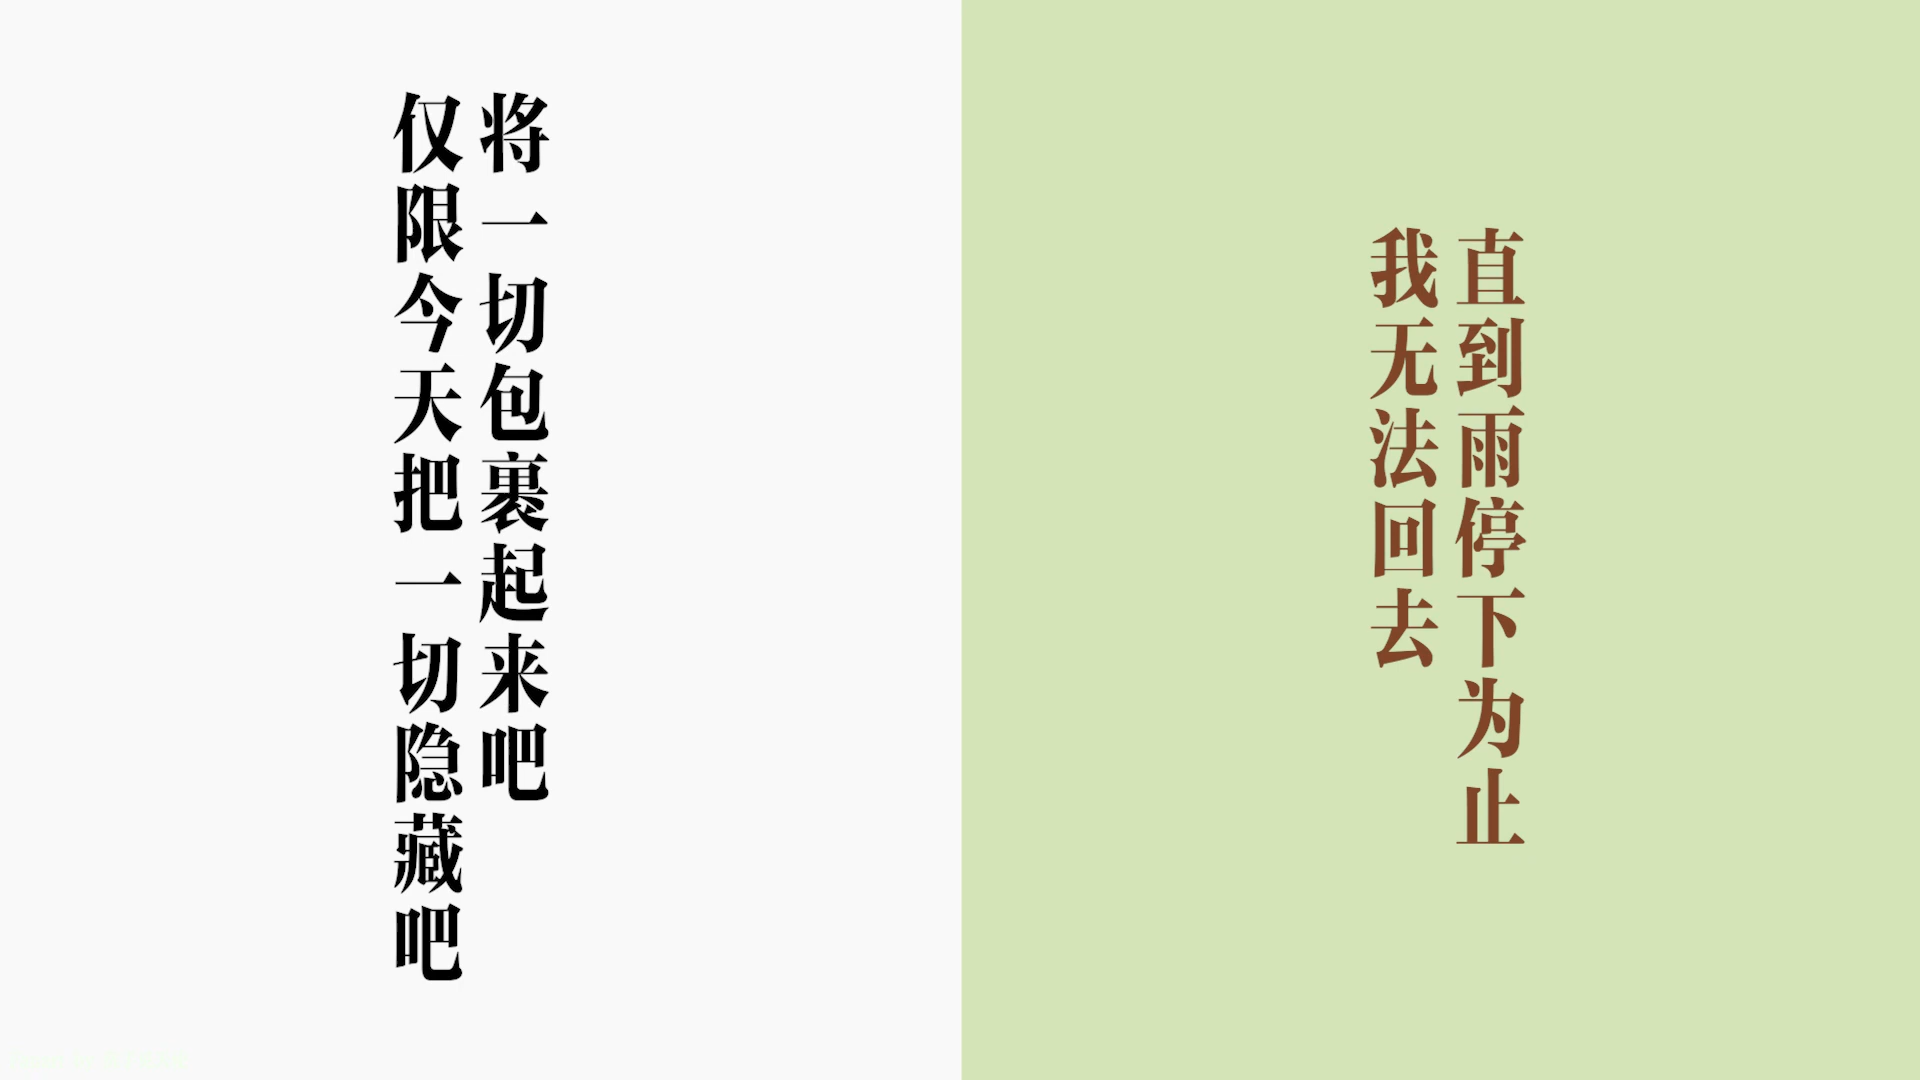 直到雨停下为止
我无法回去
将一切包裹起来吧
仅限今天把一切隐藏吧